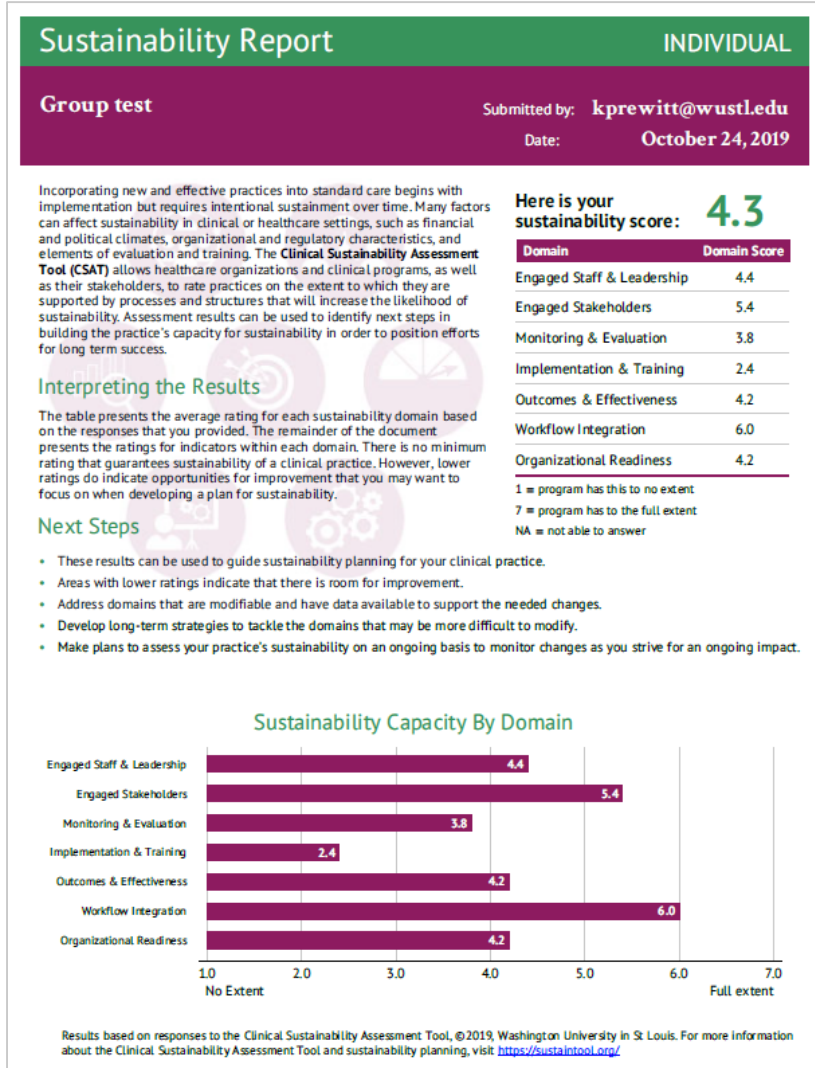 Sustainability Report INDIVIDUAL
Group test
Submitted by: kprewitt@wustl.edu
Date: October 24, 2019
Incorporating new and effective practices into standard care begins with
implementation but requires intentional sustainment over time. Many factors
can affect sustainability in clinical or healthcare settings, such as financial
and political climates, organizational and regulatory characteristics, and
elements of evaluation and training. The Clinical Sustainability Assessment
Tool (CSAT) allows healthcare organizations and clinical programs, as well
as their stakeholders, to rate practices on the extent to which they are
supported by processes and structures that will increase the likelihood of
sustainability. Assessment results can be used to identify next steps in
building the practice's capacity for sustainability in order to position efforts
for long term success.
Interpreting the Results
The table presents the average rating for each sustainability domain based
on the responses that you provided. The remainder of the document
presents the ratings for indicators within each domain. There is no minimum
rating that guarantees sustainability of a clinical practice. However, lower
ratings do indicate opportunities for improvement that you may want to
focus on when developing a plan for sustainability.
Here is your
sustainability score: 4.3
Domain Domain Score
Engaged Staff & Leadership 4.4
Engaged Stakeholders 5.4
Monitoring & Evaluation 3.8
Implementation & Training 2.4
Outcomes & Effectiveness 4.2
Workflow Integration 6.0
Organizational Readiness 4.2
1 = program has this to no extent
7 = program has to the full extent
NA = not able to answer
Next Steps
• These results can be used to guide sustainability planning for your clinical practice.
• Areas with lower ratings indicate that there is room for improvement.
• Address domains that are modifiable and have data available to support the needed changes.
• Develop long-term strategies to tackle the domains that may be more difficult to modify.
• Make plans to assess your practice's sustainability on an ongoing basis to monitor changes as you strive for an ongoing impact.
Sustainability Capacity By Domain
Engaged Staff & Leadership 4.4
Engaged Stakeholders 5.4
Monitoring & Evaluation 3.8
Implementation & Training 2.4
Outcomes & Effectiveness 4.2
Workflow Integration 6.0
Organizational Readiness 4.2
1.0 2.0 3.0 4.0 5.0 6.0 7.0
No Extent Full extent
Results based on responses to the Clinical Sustainability Assessment Tool, ©2019, Washington University in St Louis. For more information
about the Clinical Sustainability Assessment Tool and sustainability planning, visit https://sustaintool.org/